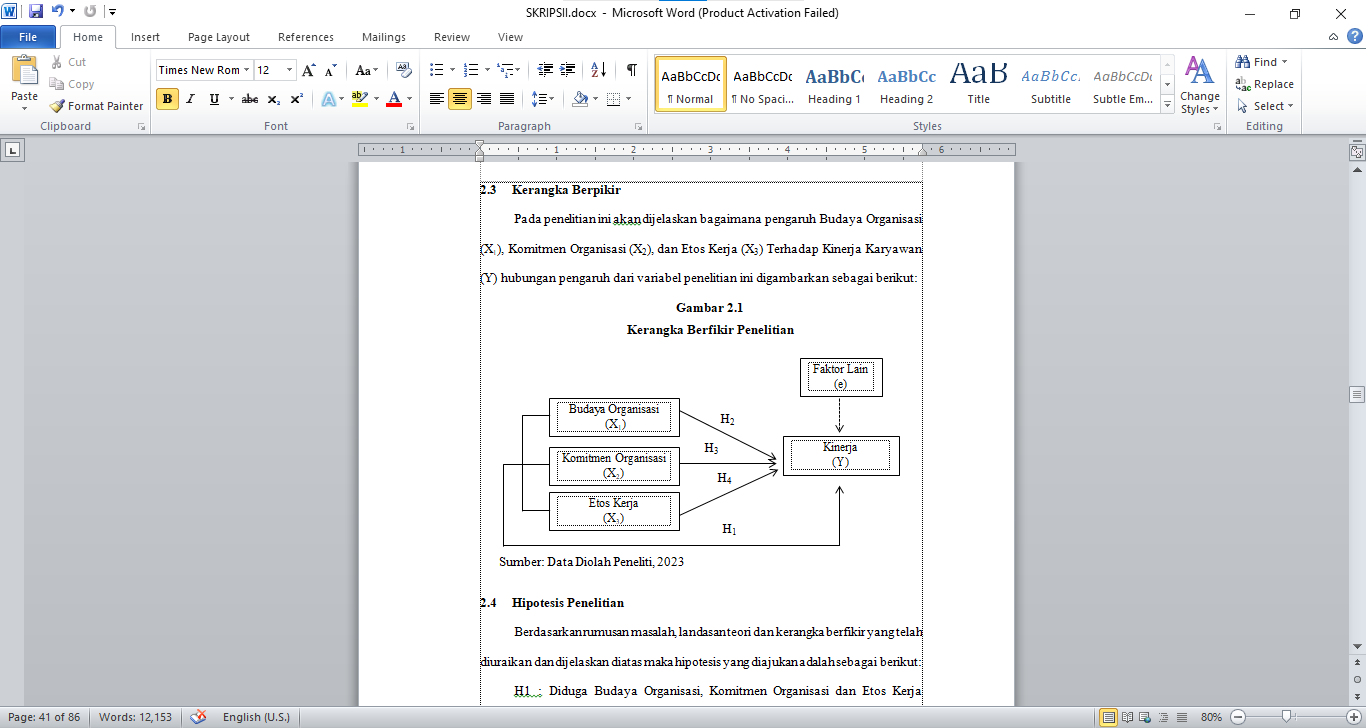 SKRIPSII.docx - Microsoft Word (Product Activation Failed)
File Home Insert Page Layout References Mailings Review View
Paste
Cut
Copy
Format Painter
Clipboard
Times New Rom 12
Font
Paragraph
AaBbCcDc AaBbCcDc AaBbCc AaBbCc AaB AaBbCc. AaBbCcDc
¶ Normal ¶ No Spaci... Heading 1 Heading 2 Title Subtitle Subtle Em...
Change Styles
Styles
Find
Replace
Select
Editing
1 1 2 3 4 5 6
2.3 Kerangka Berpikir
Pada penelitian ini akan dijelaskan bagaimana pengaruh Budaya Organisasi
(X₁), Komitmen Organisasi (X₂), dan Etos Kerja (X₃) Terhadap Kinerja Karyawan
(Y) hubungan pengaruh dari variabel penelitian ini digambarkan sebagai berikut:
Gambar 2.1
Kerangka Berfikir Penelitian
Faktor Lain
(e)
Budaya Organisasi
(X₁)
H₂
Komitmen Organisasi
(X₂)
H₃
Kinerja
(Y)
H₄
Etos Kerja
(X₃)
H₁
Sumber: Data Diolah Peneliti, 2023
2.4 Hipotesis Penelitian
Berdasarkan rumusan masalah, landasan teori dan kerangka berfikir yang telah
diuraikan dan dijelaskan diatas maka hipotesis yang diajukan adalah sebagai berikut:
H1 : Diduga Budaya Organisasi, Komitmen Organisasi dan Etos Kerja
Page: 41 of 86 Words: 12,153 English (U.S.) 80%